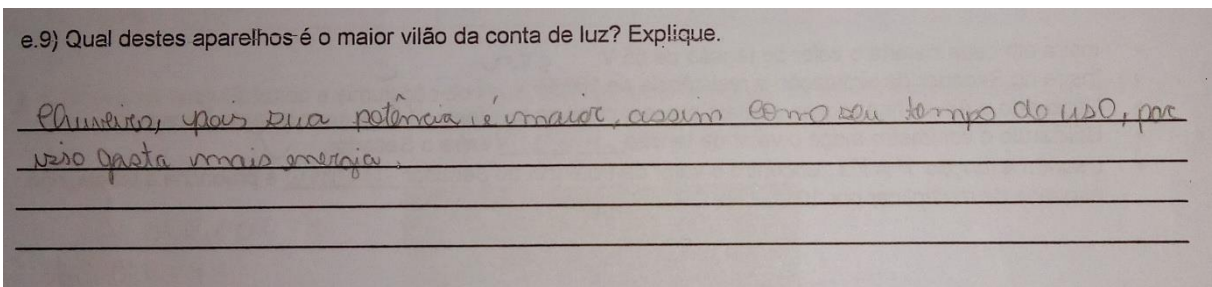 e.9) Qual destes aparelhos é o maior vilão da conta de luz? Explique.
Chuveiro, pois sua potência é maior, assim como seu tempo do uso, por
isso gasta mais energia.